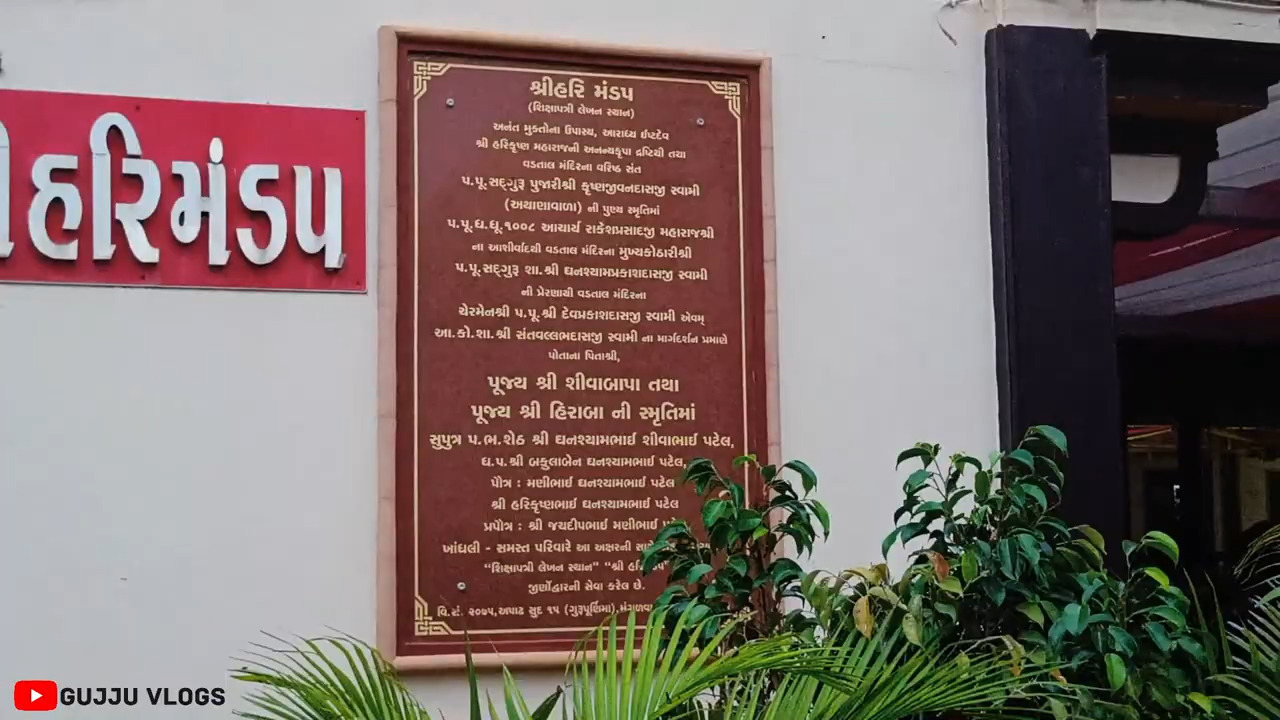 હરિમંડપ
શ્રીહરિ મંડપ
(શિક્ષાપત્રી લેખન સ્થાન)
અનંત મુક્તોના ઉપાસ્ય, આરાધ્ય ઈષ્ટદેવ
શ્રી હરિકૃષ્ણ મહારાજની અનન્યકૃપા દ્રષ્ટિથી તથા
વડતાલ મંદિરના વરિષ્ઠ સંત
પ.પૂ.સદ્‌ગુરૂ પુજારીશ્રી કૃષ્ણજીવનદાસજી સ્વામી
(અથાણાવાળા) ની પુણ્ય સ્મૃતિમાં
પ.પૂ.ધ.ધૂ.૧૦૦૮ આચાર્ય રાકેશપ્રસાદજી મહારાજશ્રી
ના આશીર્વાદથી વડતાલ મંદિરના મુખ્યકોઠારીશ્રી
પ.પૂ.સદ્‌ગુરૂ શા.શ્રી ઘનશ્યામપ્રકાશદાસજી સ્વામી
ની પ્રેરણાથી વડતાલ મંદિરના
ચેરમેનશ્રી પ.પૂ.શ્રી દેવપ્રકાશદાસજી સ્વામી એવમ્
આ.કો.શા.શ્રી સંતવલ્લભદાસજી સ્વામી ના માર્ગદર્શન પ્રમાણે
પોતાના પિતાશ્રી,
પૂજ્ય શ્રી શીવાબાપા તથા
પૂજ્ય શ્રી હિરાબા ની સ્મૃતિમાં
સુપુત્ર પ.ભ.શેઠ શ્રી ઘનશ્યામભાઈ શીવાભાઈ પટેલ,
ધ.પ.શ્રી બકુલાબેન ઘનશ્યામભાઈ પટેલ,
પૌત્ર : મણીભાઈ ઘનશ્યામભાઈ પટેલ
શ્રી હરિકૃષ્ણભાઈ ઘનશ્યામભાઈ પટેલ
પ્રપૌત્ર : શ્રી જયદીપભાઈ મણીભાઈ
ખાંધલી - સમસ્ત પરિવારે આ અક્ષરની
"શિક્ષાપત્રી લેખન સ્થાન" "શ્રી
જીર્ણોદ્ધારની સેવા કરેલ છે.
વિ.સં. ૨૦૭૫,અષાઢ સુદ ૧૫ (ગુરૂપૂર્ણિમા),
GUJJU VLOGS